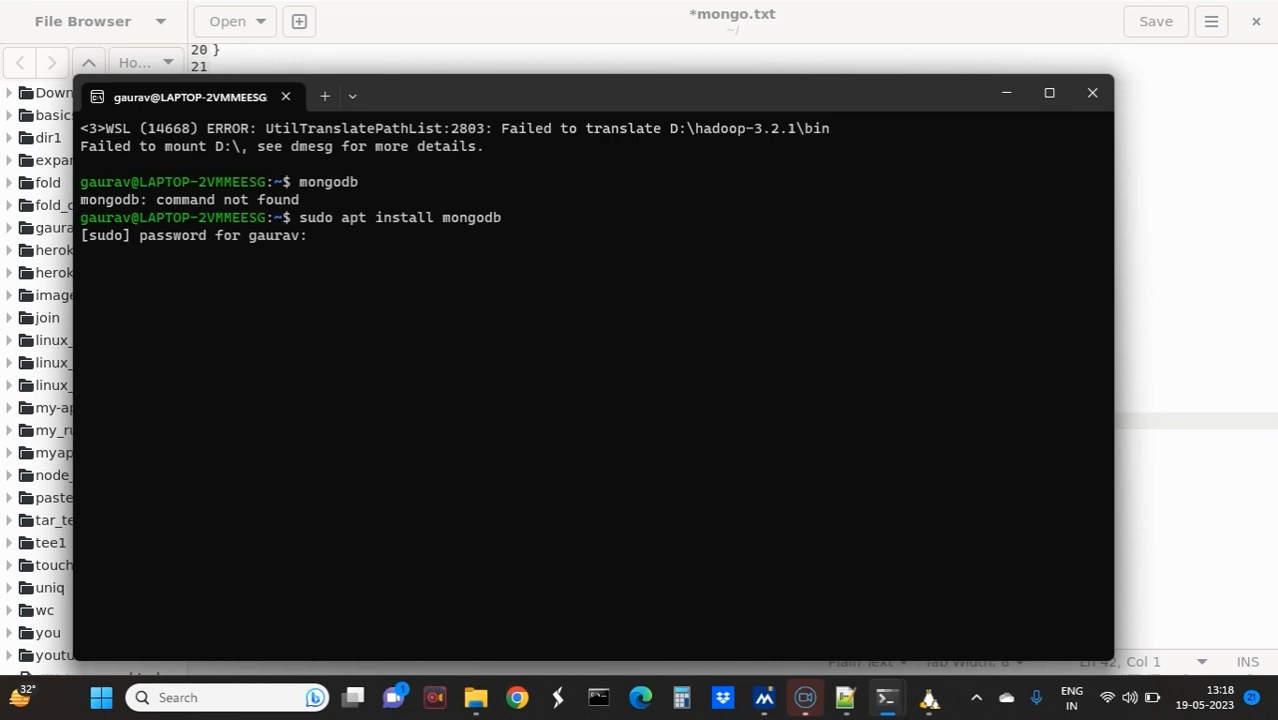 File Browser
Open
*mongo.txt
~/
Save
Ho...
20 }
21
Down
basics
dir1
expan
fold
fold_c
gaura
herok
herok
image
join
linux_
linux_
linux_
my-ap
my_ru
myap
node_
paste
tar_te
tee1
touch
uniq
wc
you
youtu
gaurav@LAPTOP-2VMMEESG
<3>WSL (14668) ERROR: UtilTranslatePathList:2803: Failed to translate D:\hadoop-3.2.1\bin
Failed to mount D:\, see dmesg for more details.
gaurav@LAPTOP-2VMMEESG:~$ mongodb
mongodb: command not found
gaurav@LAPTOP-2VMMEESG:~$ sudo apt install mongodb
[sudo] password for gaurav:
Plain Text Tab Width: 8 Ln 42, Col 1 INS
32°
Search
1
ENG
IN
13:18
19-05-2023
21